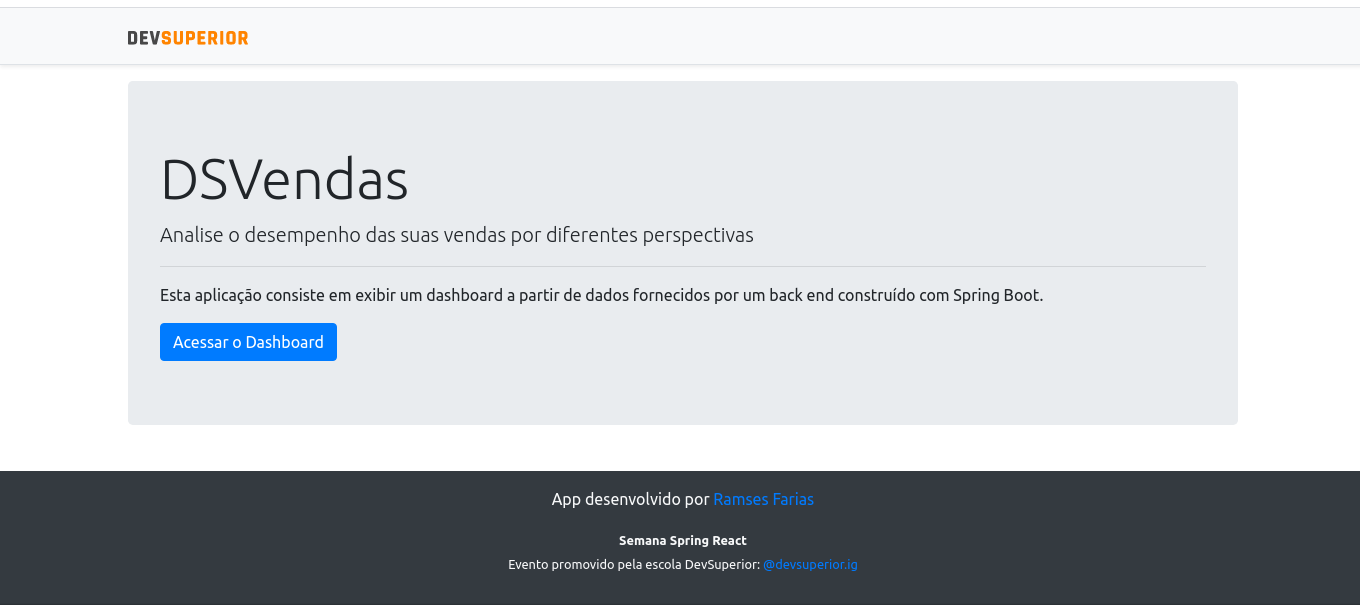 DEVSUPERIOR
DSVendas
Analise o desempenho das suas vendas por diferentes perspectivas
Esta aplicação consiste em exibir um dashboard a partir de dados fornecidos por um back end construído com Spring Boot.
Acessar o Dashboard
App desenvolvido por Ramses Farias
Semana Spring React
Evento promovido pela escola DevSuperior: @devsuperior.ig